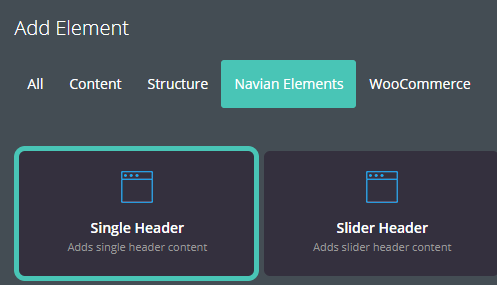 Add Element
All Content Structure Navian Elements WooCommerce
Single Header Slider Header
Adds single header content Adds slider header content